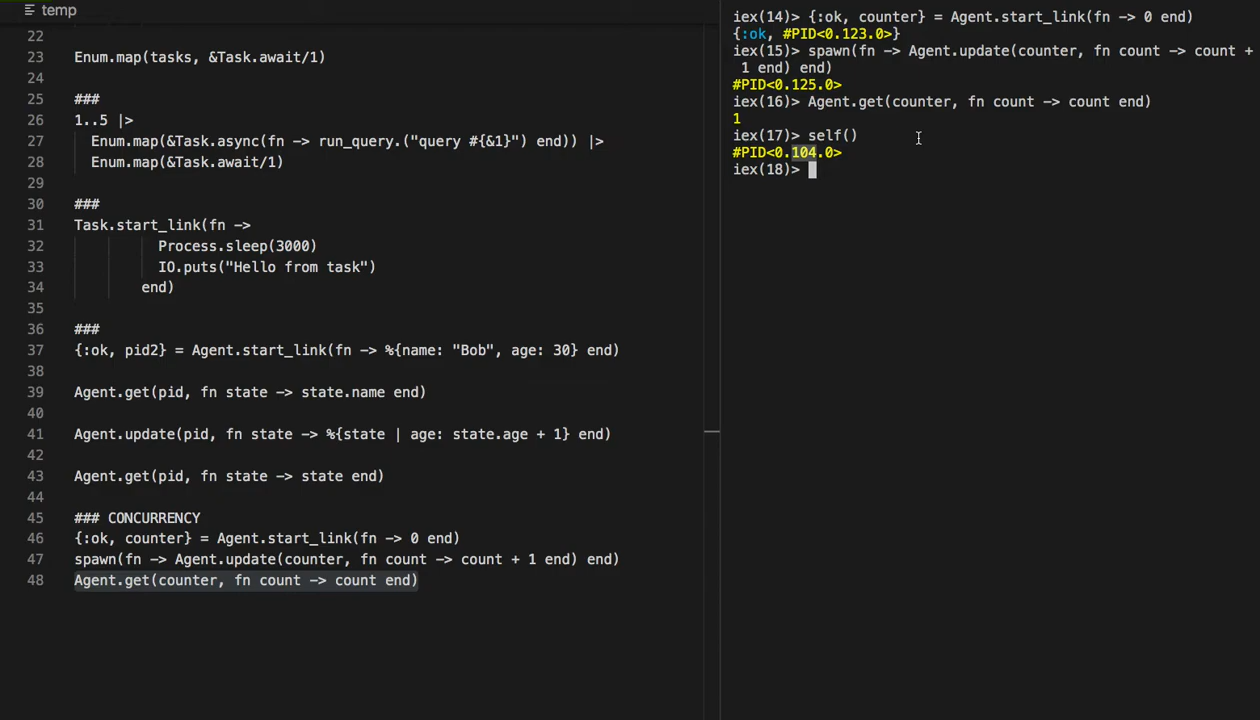 temp
22
23 Enum.map(tasks, &Task.await/1)
24
25 ###
26 1..5 |>
27 Enum.map(&Task.async(fn -> run_query.("query #{&1}") end)) |>
28 Enum.map(&Task.await/1)
29
30 ###
31 Task.start_link(fn ->
32 Process.sleep(3000)
33 IO.puts("Hello from task")
34 end)
35
36 ###
37 {:ok, pid2} = Agent.start_link(fn -> %{name: "Bob", age: 30} end)
38
39 Agent.get(pid, fn state -> state.name end)
40
41 Agent.update(pid, fn state -> %{state | age: state.age + 1} end)
42
43 Agent.get(pid, fn state -> state end)
44
45 ### CONCURRENCY
46 {:ok, counter} = Agent.start_link(fn -> 0 end)
47 spawn(fn -> Agent.update(counter, fn count -> count + 1 end) end)
48 Agent.get(counter, fn count -> count end)
iex(14)> {:ok, counter} = Agent.start_link(fn -> 0 end)
{:ok, #PID<0.123.0>}
iex(15)> spawn(fn -> Agent.update(counter, fn count -> count +
1 end) end)
#PID<0.125.0>
iex(16)> Agent.get(counter, fn count -> count end)
1
iex(17)> self()
#PID<0.104.0>
iex(18)>